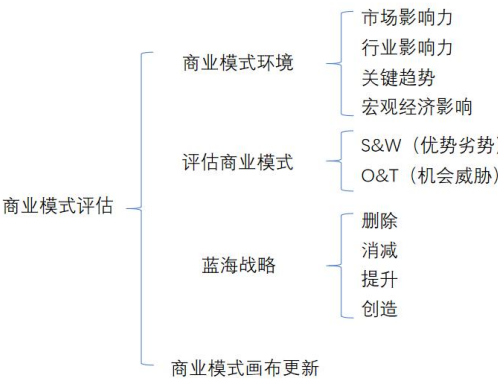 商业模式评估
商业模式环境
市场影响力
行业影响力
关键趋势
宏观经济影响
评估商业模式
S&W（优势劣势）
O&T（机会威胁）
蓝海战略
删除
消减
提升
创造
商业模式画布更新